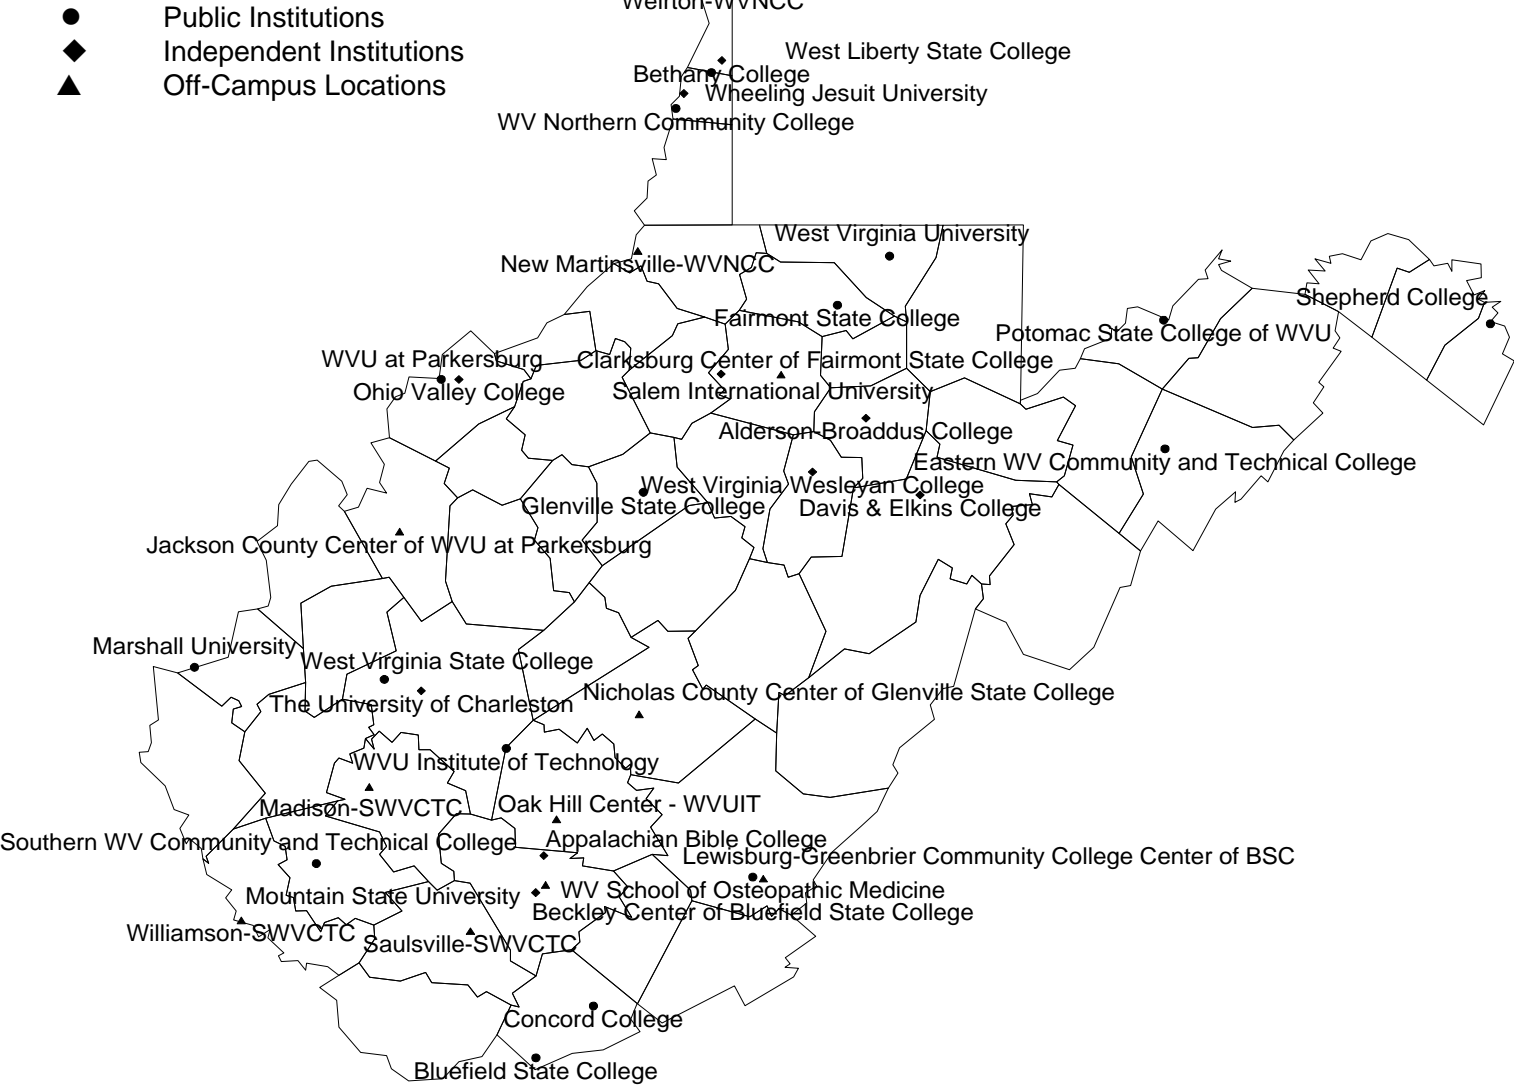 Weirton-WVNCC
Public Institutions
Independent Institutions
Off-Campus Locations
West Liberty State College
Bethany College
Wheeling Jesuit University
WV Northern Community College
West Virginia University
New Martinsville-WVNCC
Shepherd College
Fairmont State College
Potomac State College of WVU
WVU at Parkersburg
Clarksburg Center of Fairmont State College
Ohio Valley College
Salem International University
Alderson-Broaddus College
Eastern WV Community and Technical College
West Virginia Wesleyan College
Glenville State College
Davis & Elkins College
Jackson County Center of WVU at Parkersburg
Marshall University
West Virginia State College
Nicholas County Center of Glenville State College
The University of Charleston
WVU Institute of Technology
Oak Hill Center - WVUIT
Madison-SWVCTC
Appalachian Bible College
Southern WV Community and Technical College
Lewisburg-Greenbrier Community College Center of BSC
WV School of Osteopathic Medicine
Mountain State University
Beckley Center of Bluefield State College
Williamson-SWVCTC
Saulsville-SWVCTC
Concord College
Bluefield State College